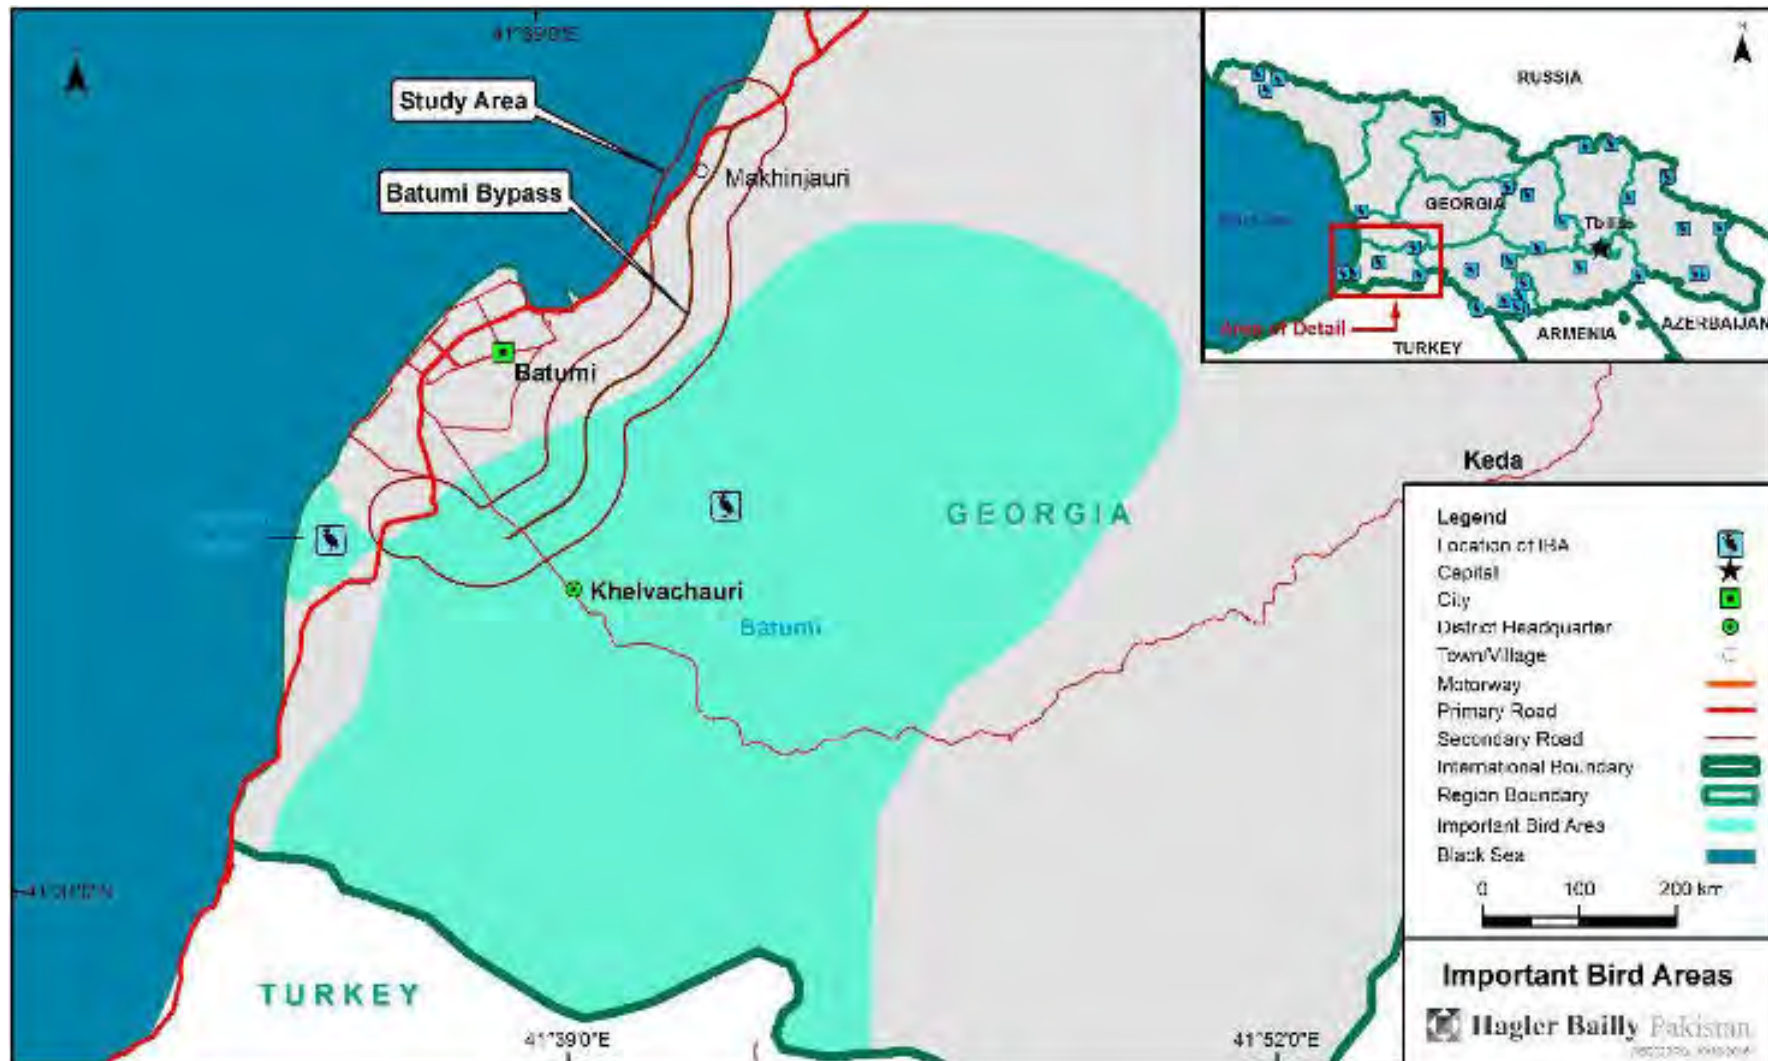 41°39'0"E
Study Area
Batumi Bypass
Makhinjauri
Batumi
Khelvachauri
Batumi
GEORGIA
Keda
TURKEY
41°39'0"E
41°52'0"E
N
RUSSIA
GEORGIA
Tbilisi
Area of Detail
TURKEY
ARMENIA
AZERBAIJAN
Legend
Location of IBA
Capital
City
District Headquarter
Town/Village
Motorway
Primary Road
Secondary Road
International Boundary
Region Boundary
Important Bird Area
Black Sea
0 100 200 km
Important Bird Areas
Hagler Bailly Pakistan